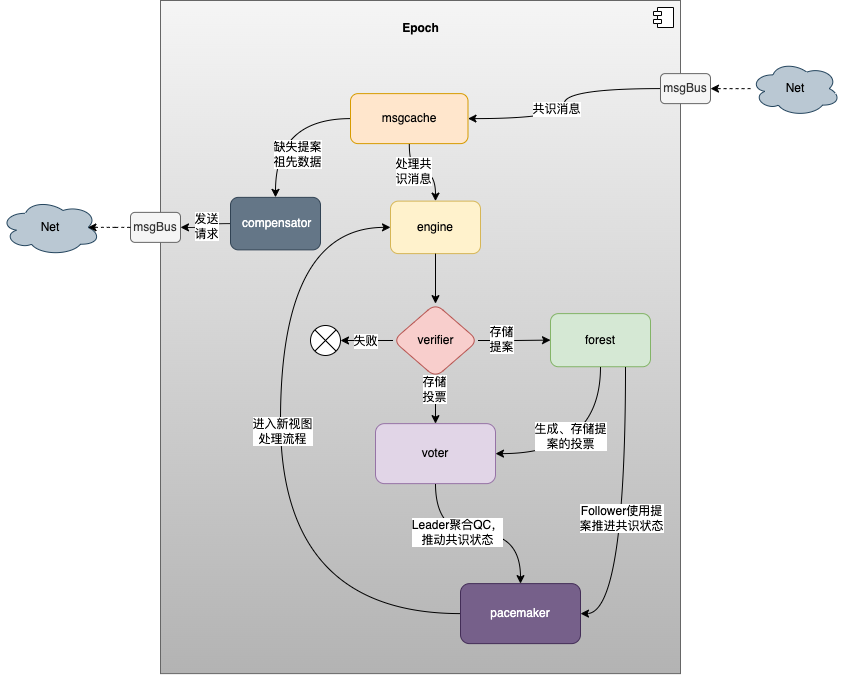 Epoch
msgBus
Net
共识消息
msgcache
缺失提案
祖先数据
处理共
识消息
Net
msgBus
发送
请求
compensator
engine
失败
verifier
存储
提案
forest
存储
投票
进入新视图
处理流程
voter
生成、存储提
案的投票
Leader聚合QC，
推动共识状态
Follower使用提
案推进共识状态
pacemaker